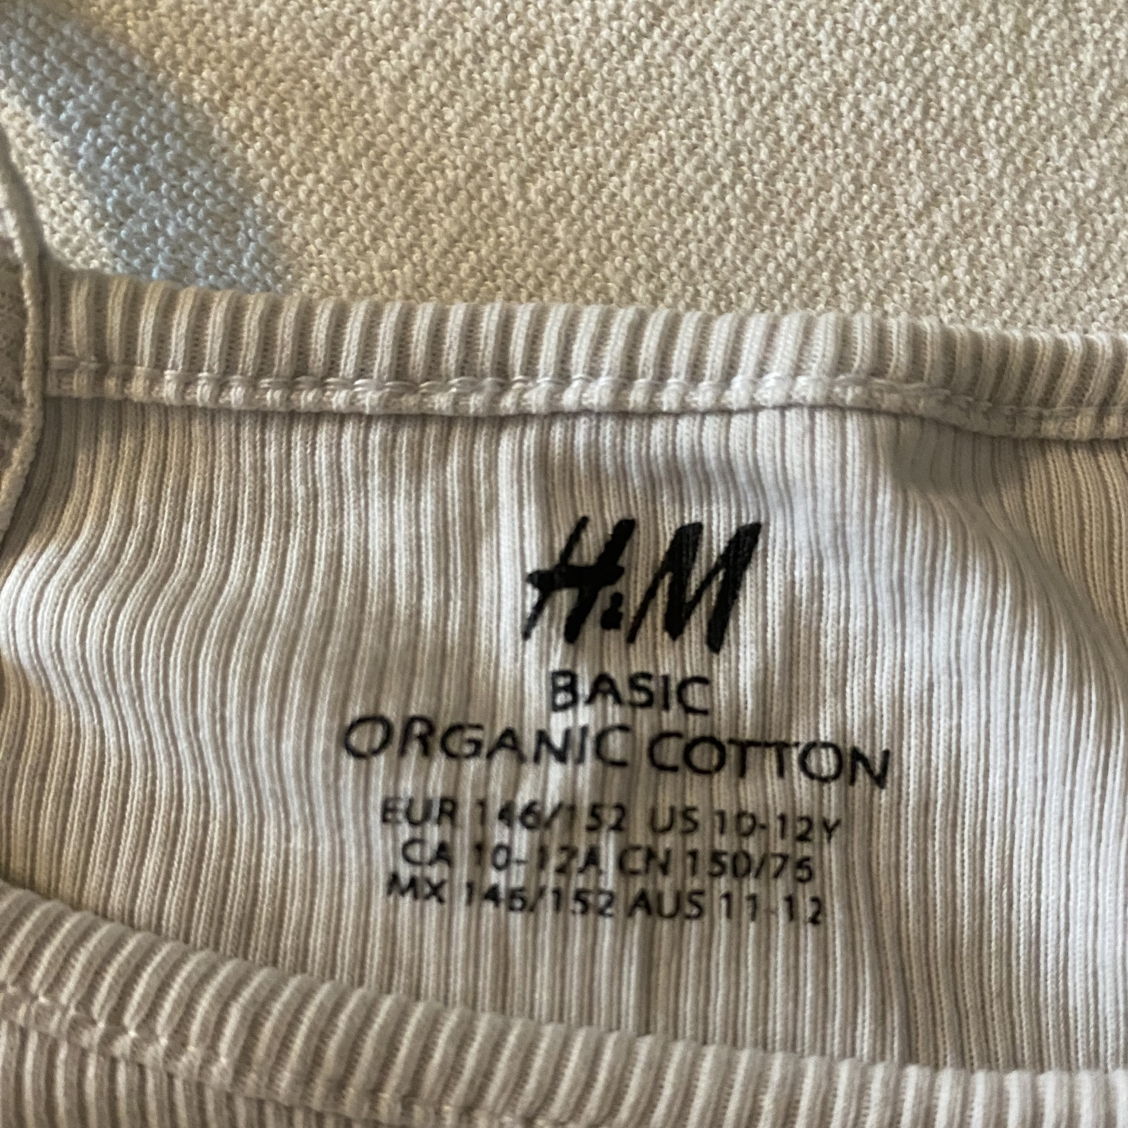 H&M
BASIC
ORGANIC COTTON
EUR 146/152 US 10-12Y
CA 10-12A CN 150/76
MX 146/152 AUS 11-12